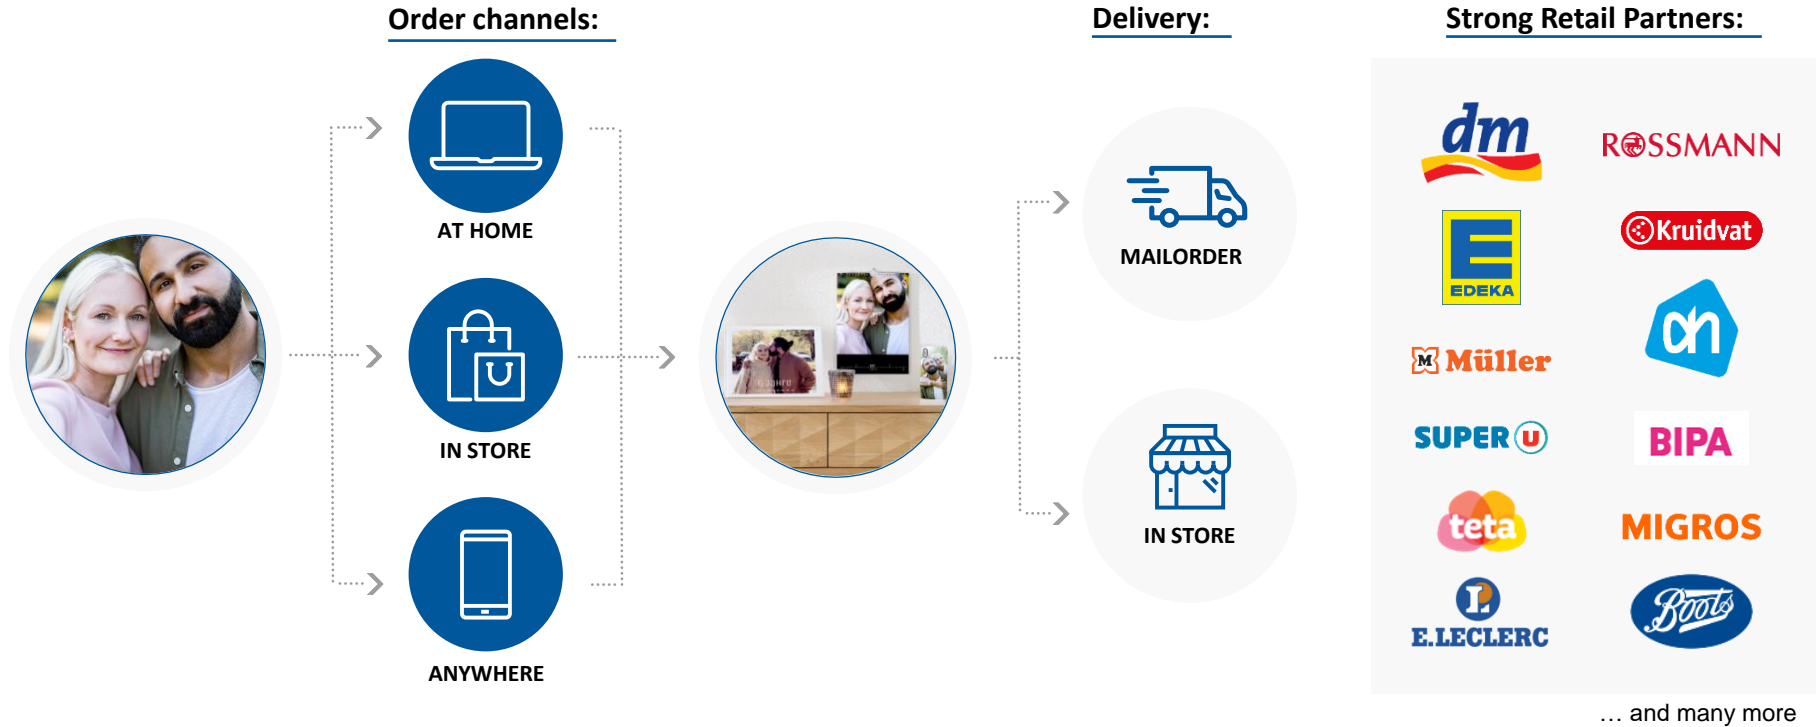 Order channels:
Delivery:
Strong Retail Partners:
AT HOME
IN STORE
ANYWHERE
MAILORDER
IN STORE
dm
ROSSMANN
EDEKA
Kruidvat
M Müller
ah
SUPER U
BIPA
teta
MIGROS
L
E.LECLERC
Boots
… and many more